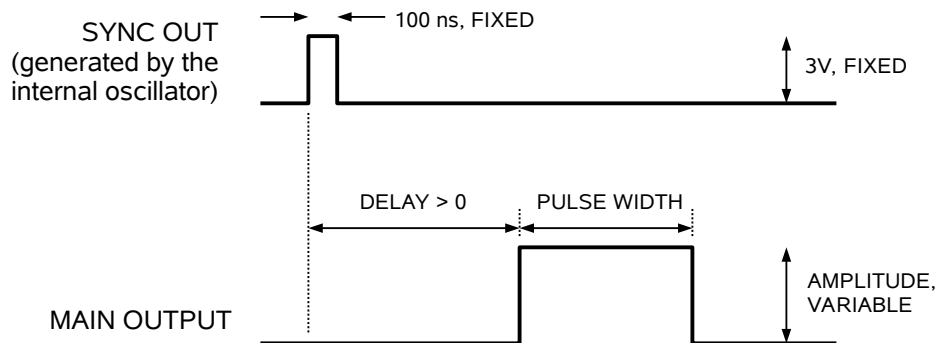 100 ns, FIXED
SYNC OUT
(generated by the
internal oscillator)
3V, FIXED
DELAY > 0
PULSE WIDTH
AMPLITUDE,
VARIABLE
MAIN OUTPUT